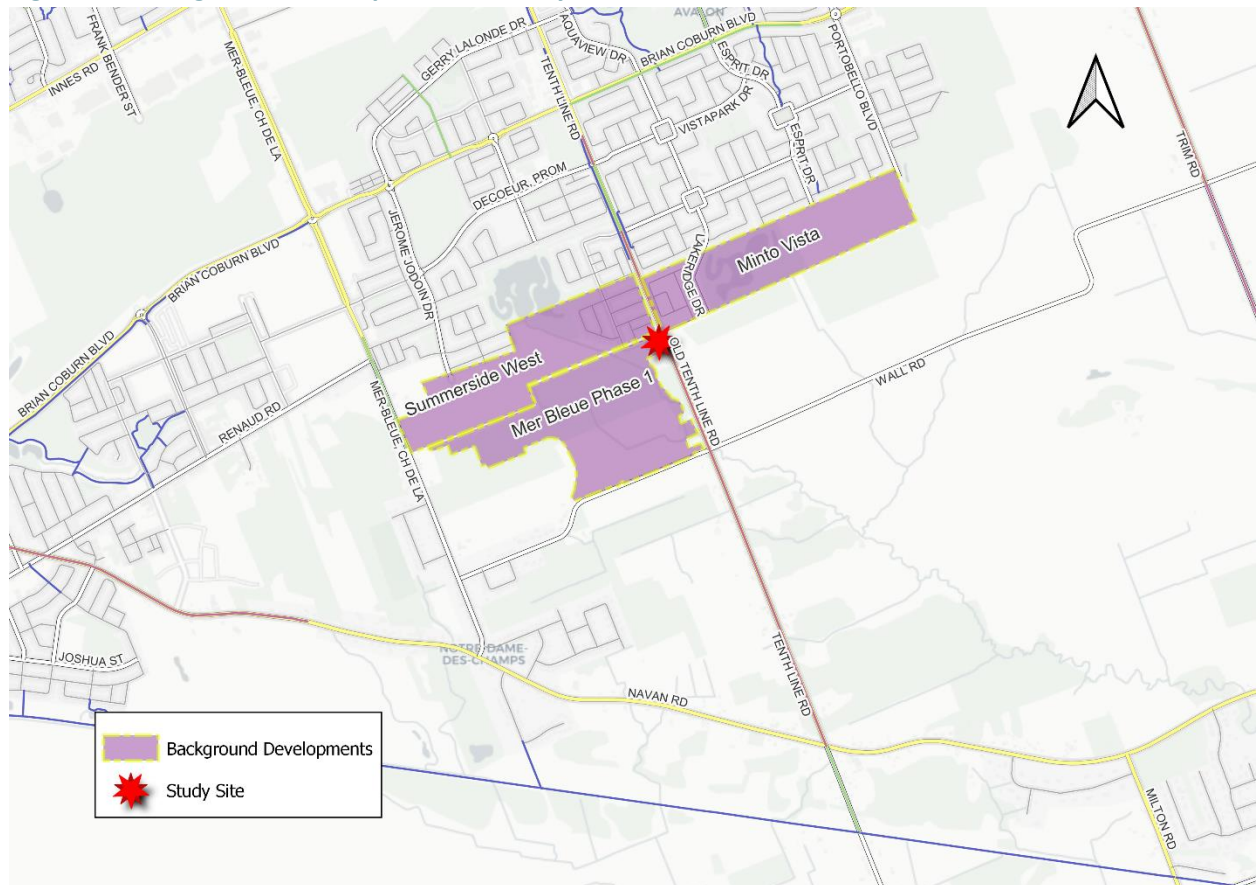 AVALON
FRANK BENDER ST
INNES RD
MER-BLEUE, CH DE LA
GERRY LALONDE DR
TENTH LINE RD
AQUAVIEW DR
BRIAN COBURN BLVD
ESPRIT DR
PORTOBELLO BLVD
VISTAPARK DR
ESPRIT DR
TRIM RD
DECOEUR, PROM
JEROME JODOIN DR
LAKERIDGE DR
Minto Vista
BRIAN COBURN BLVD
BRIAN COBURN BLVD
RENAUD RD
MER-BLEUE, CH DE LA
Summerside West
Mer Bleue Phase 1
OLD TENTH LINE RD
WALL RD
JOSHUA ST
NOTRE-DAME-
DES-CHAMPS
NAVAN RD
TENTH LINE RD
MILTON RD
Background Developments
Study Site